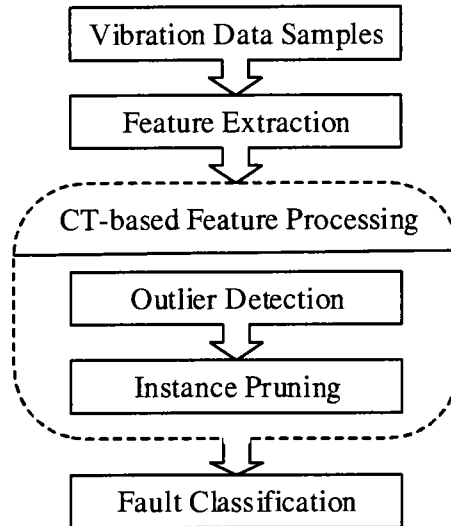 Vibration Data Samples
Feature Extraction
CT-based Feature Processing
Outlier Detection
Instance Pruning
Fault Classification